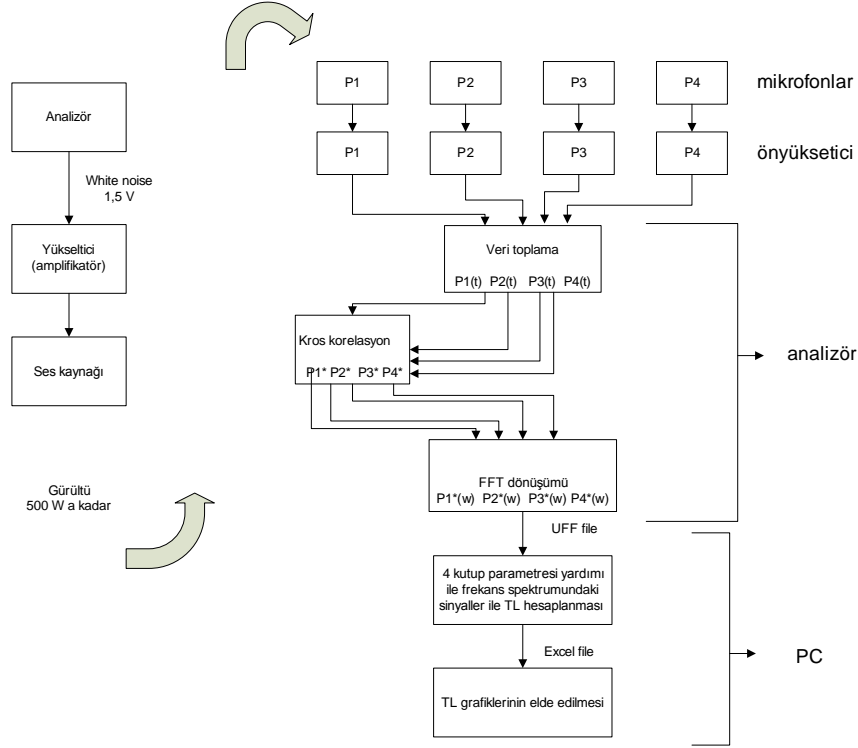 Analizör
White noise
1,5 V
Yükseltici
(amplifikatör)
Ses kaynağı
Gürültü
500 W a kadar
P1 P2 P3 P4 mikrofonlar
P1 P2 P3 P4 önyüksetici
Veri toplama
P1(t) P2(t) P3(t) P4(t)
Kros korelasyon
P1* P2* P3* P4*
analizör
FFT dönüşümü
P1*(w) P2*(w) P3*(w) P4*(w)
UFF file
4 kutup parametresi yardımı
ile frekans spektrumundaki
sinyaller ile TL hesaplanması
Excel file
PC
TL grafiklerinin elde edilmesi